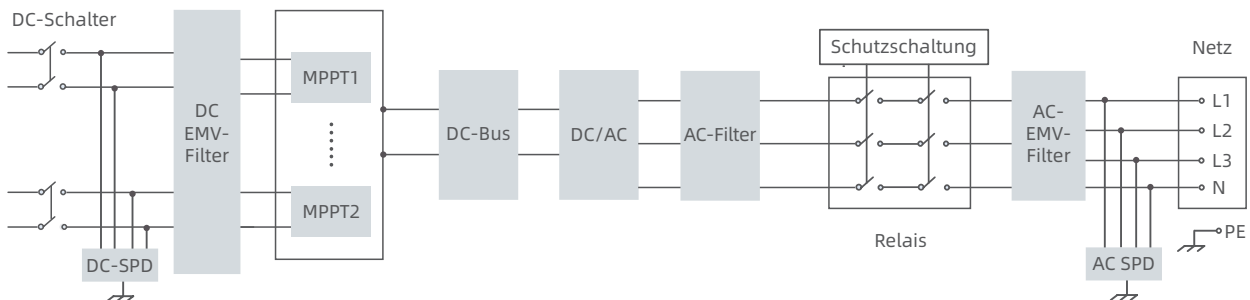 DC-Schalter
DC
EMV-
Filter
DC-SPD
MPPT1
MPPT2
DC-Bus
DC/AC
AC-Filter
Schutzschaltung
Relais
AC-
EMV-
Filter
AC SPD
Netz
L1
L2
L3
N
PE